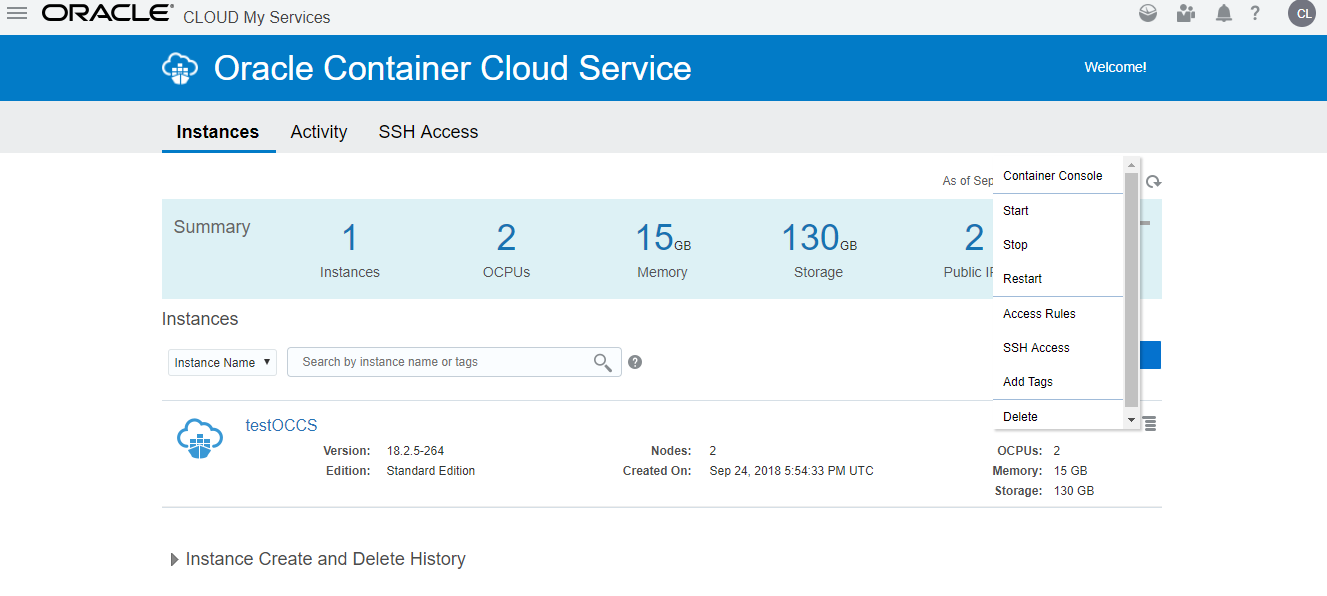 ORACLE® CLOUD My Services
CL
Oracle Container Cloud Service
Welcome!
Instances Activity SSH Access
As of Sep
Container Console
Start
Stop
Restart
Access Rules
SSH Access
Add Tags
Delete
Summary
1 2 15GB 130GB 2
Instances OCPUs Memory Storage Public IP
Instances
Instance Name
Search by instance name or tags
testOCCS
Version: 18.2.5-264 Nodes: 2 OCPUs: 2
Edition: Standard Edition Created On: Sep 24, 2018 5:54:33 PM UTC Memory: 15 GB
Storage: 130 GB
Instance Create and Delete History